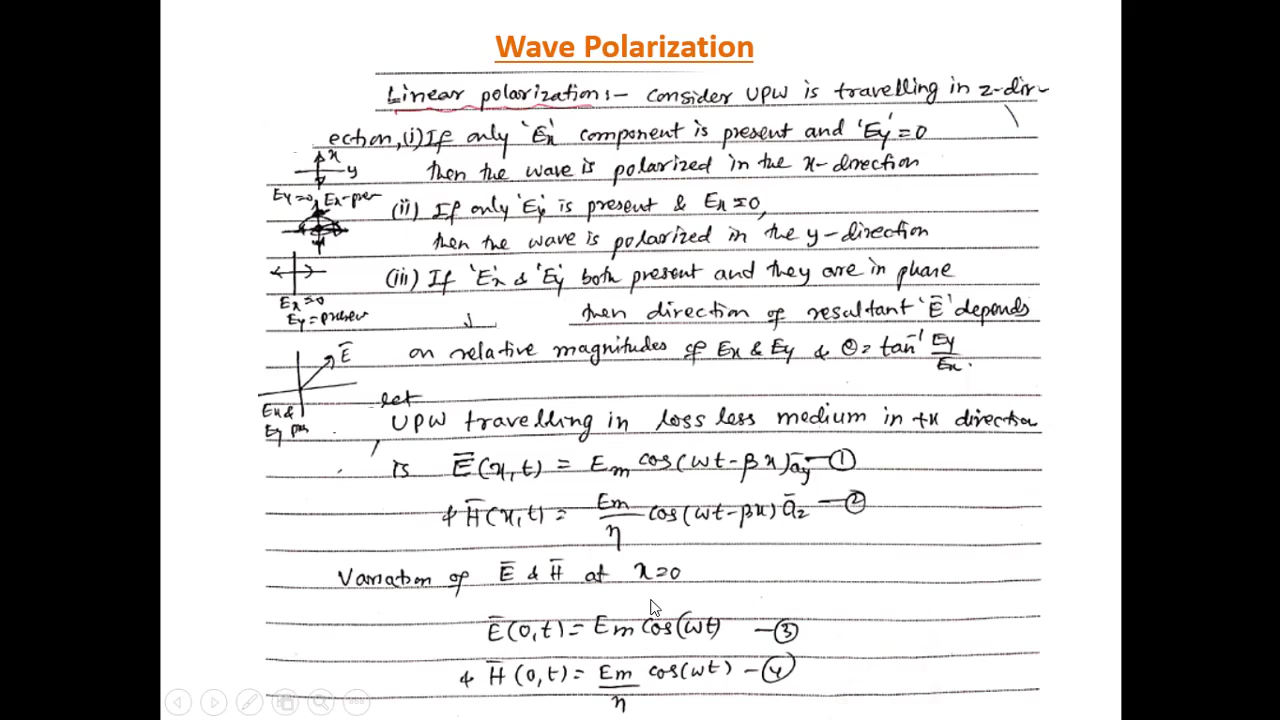 Wave Polarization
Linear polarization:- consider UPW is travelling in z-dir-
ection, (i) If only 'Ex' component is present and 'Ey' = 0
x
y
then the wave is polarized in the x-direction
Ey=0, Ex-pre
(ii) If only 'Ey' is present & Ex=0,
then the wave is polarized in the y-direction
(iii) If 'Ex' & 'Ey' both present and they are in phase
Ex=0
Ey=presen
then direction of resultant 'E̅' depends
E̅
on relative magnitudes of Ex & Ey & θ = tan⁻¹ Ey/Ex.
Ex &
Ey pre
let
UPW travelling in loss less medium in +x direction
is E̅(x,t) = Em cos(ωt-βx) a̅y —①
& H̅(x,t) = Em/η cos(ωt-βx) a̅z —②
Variation of E̅ & H̅ at x=0
E̅(0,t) = Em cos(ωt) —③
& H̅(0,t) = Em/η cos(ωt) —④